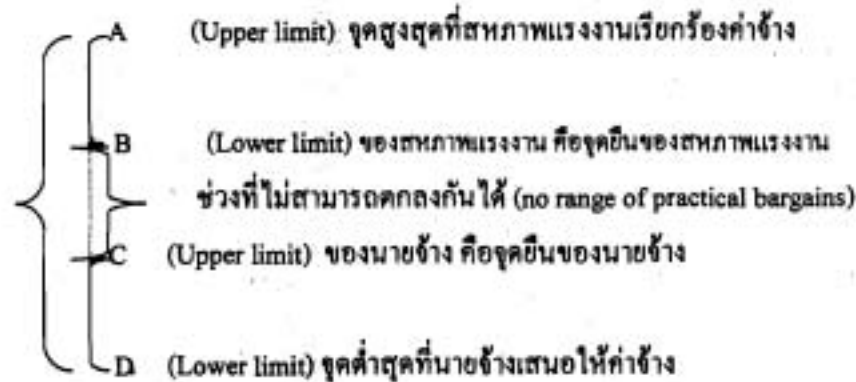 A (Upper limit) จุดสูงสุดที่สหภาพแรงงานเรียกร้องค่าจ้าง
B (Lower limit) ของสหภาพแรงงาน คือจุดยืนของสหภาพแรงงาน
ช่วงที่ไม่สามารถตกลงกันได้ (no range of practical bargains)
C (Upper limit) ของนายจ้าง คือจุดยืนของนายจ้าง
D (Lower limit) จุดต่ำสุดที่นายจ้างเสนอให้ค่าจ้าง